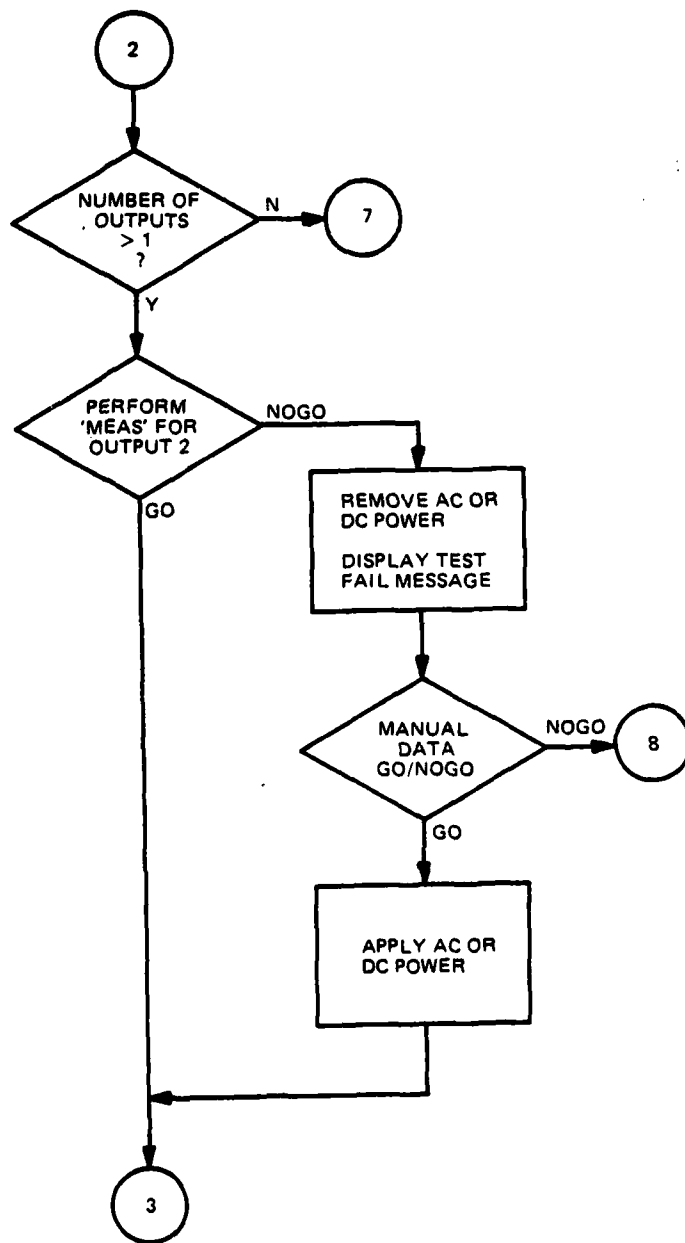 2
NUMBER OF
OUTPUTS
> 1
?
N
7
Y
PERFORM
'MEAS' FOR
OUTPUT 2
NOGO
GO
REMOVE AC OR
DC POWER
DISPLAY TEST
FAIL MESSAGE
MANUAL
DATA
GO/NOGO
NOGO
8
GO
APPLY AC OR
DC POWER
3